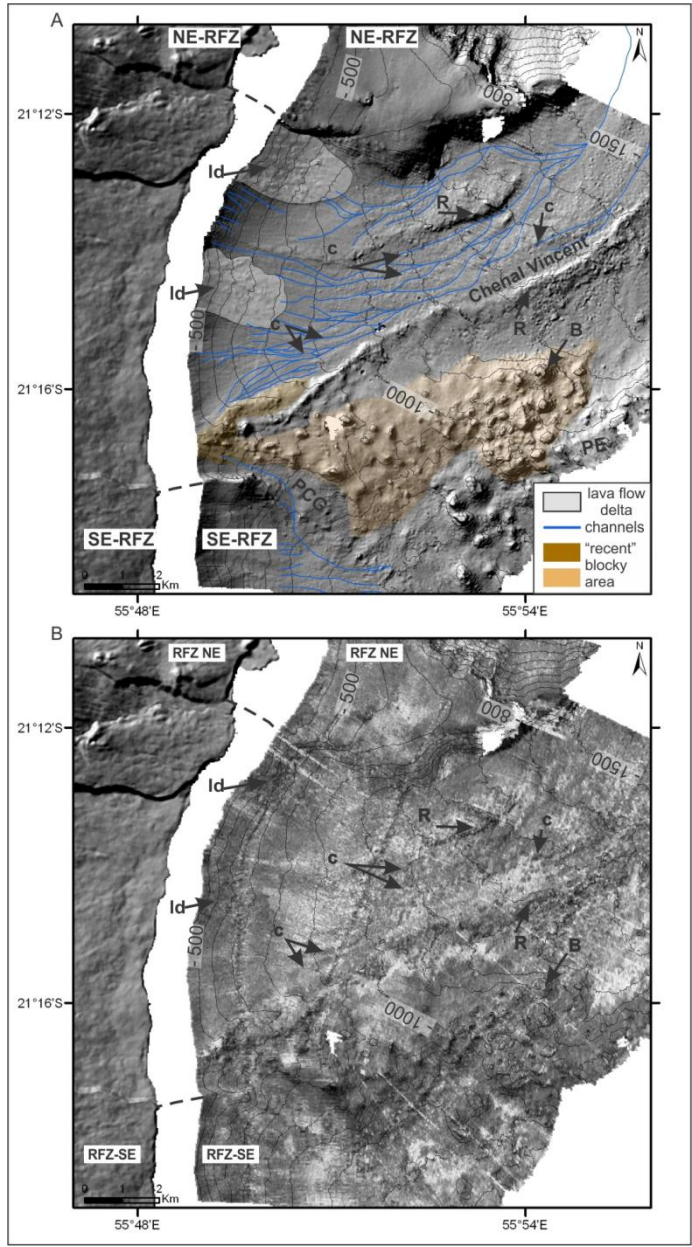 A
NE-RFZ
NE-RFZ
N
- 500
800
- 1500
21°12'S
ld
R
c
c
Chenal Vincent
ld
- 500
c
R
B
21°16'S
- 1000
PE
PCG
SE-RFZ
SE-RFZ
lava flow
delta
channels
"recent"
blocky
area
0 1 2
Km
55°48'E
55°54'E
B
RFZ NE
RFZ NE
N
- 500
800
- 1500
21°12'S
ld
R
c
c
ld
- 500
c
R
B
21°16'S
- 1000
RFZ-SE
RFZ-SE
0 1 2
Km
55°48'E
55°54'E